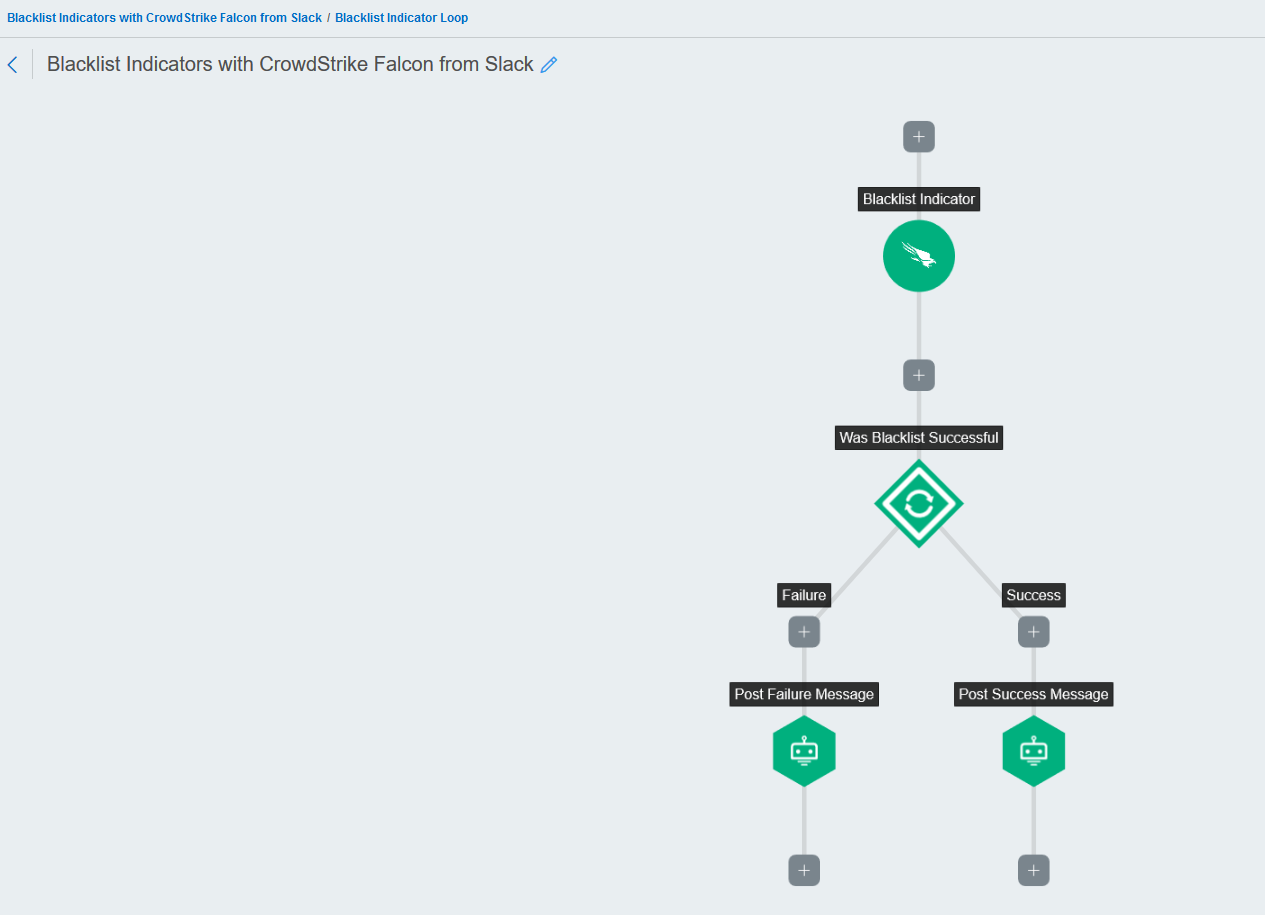 Blacklist Indicators with CrowdStrike Falcon from Slack / Blacklist Indicator Loop
Blacklist Indicators with CrowdStrike Falcon from Slack
Blacklist Indicator
Was Blacklist Successful
Failure
Success
Post Failure Message
Post Success Message